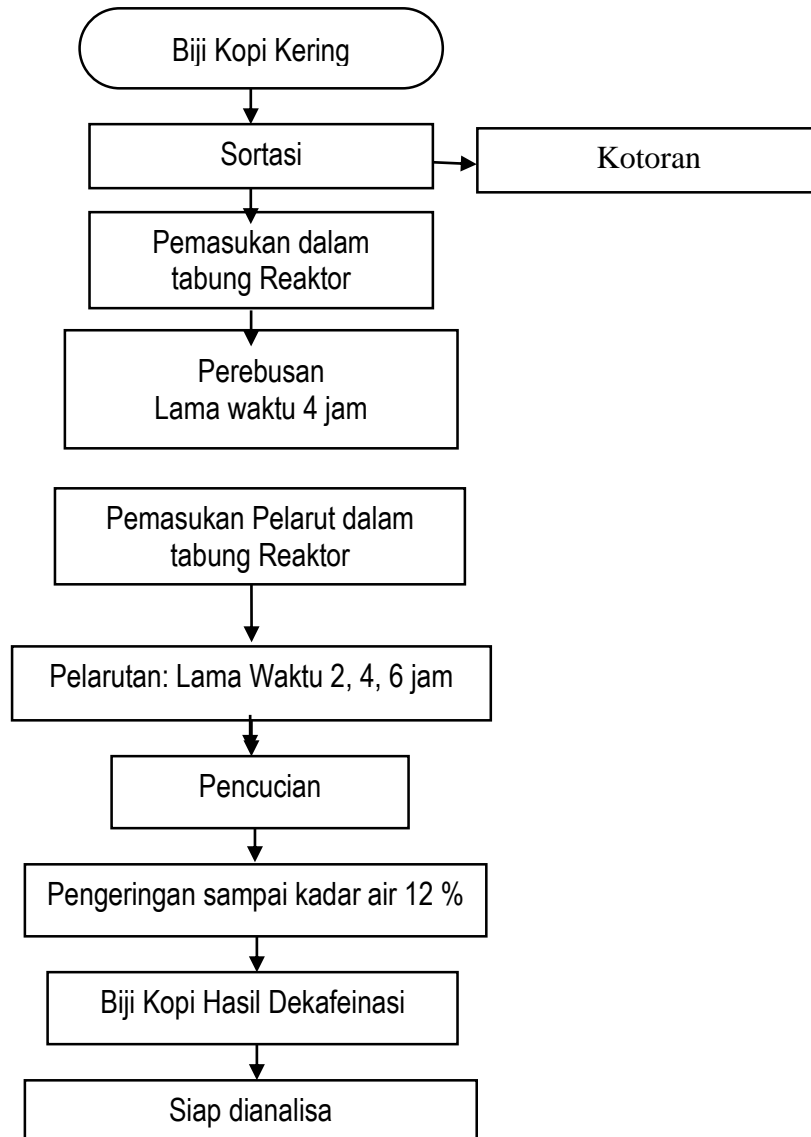 Biji Kopi Kering
Sortasi
Kotoran
Pemasukan dalam
tabung Reaktor
Perebusan
Lama waktu 4 jam
Pemasukan Pelarut dalam
tabung Reaktor
Pelarutan: Lama Waktu 2, 4, 6 jam
Pencucian
Pengeringan sampai kadar air 12 %
Biji Kopi Hasil Dekafeinasi
Siap dianalisa